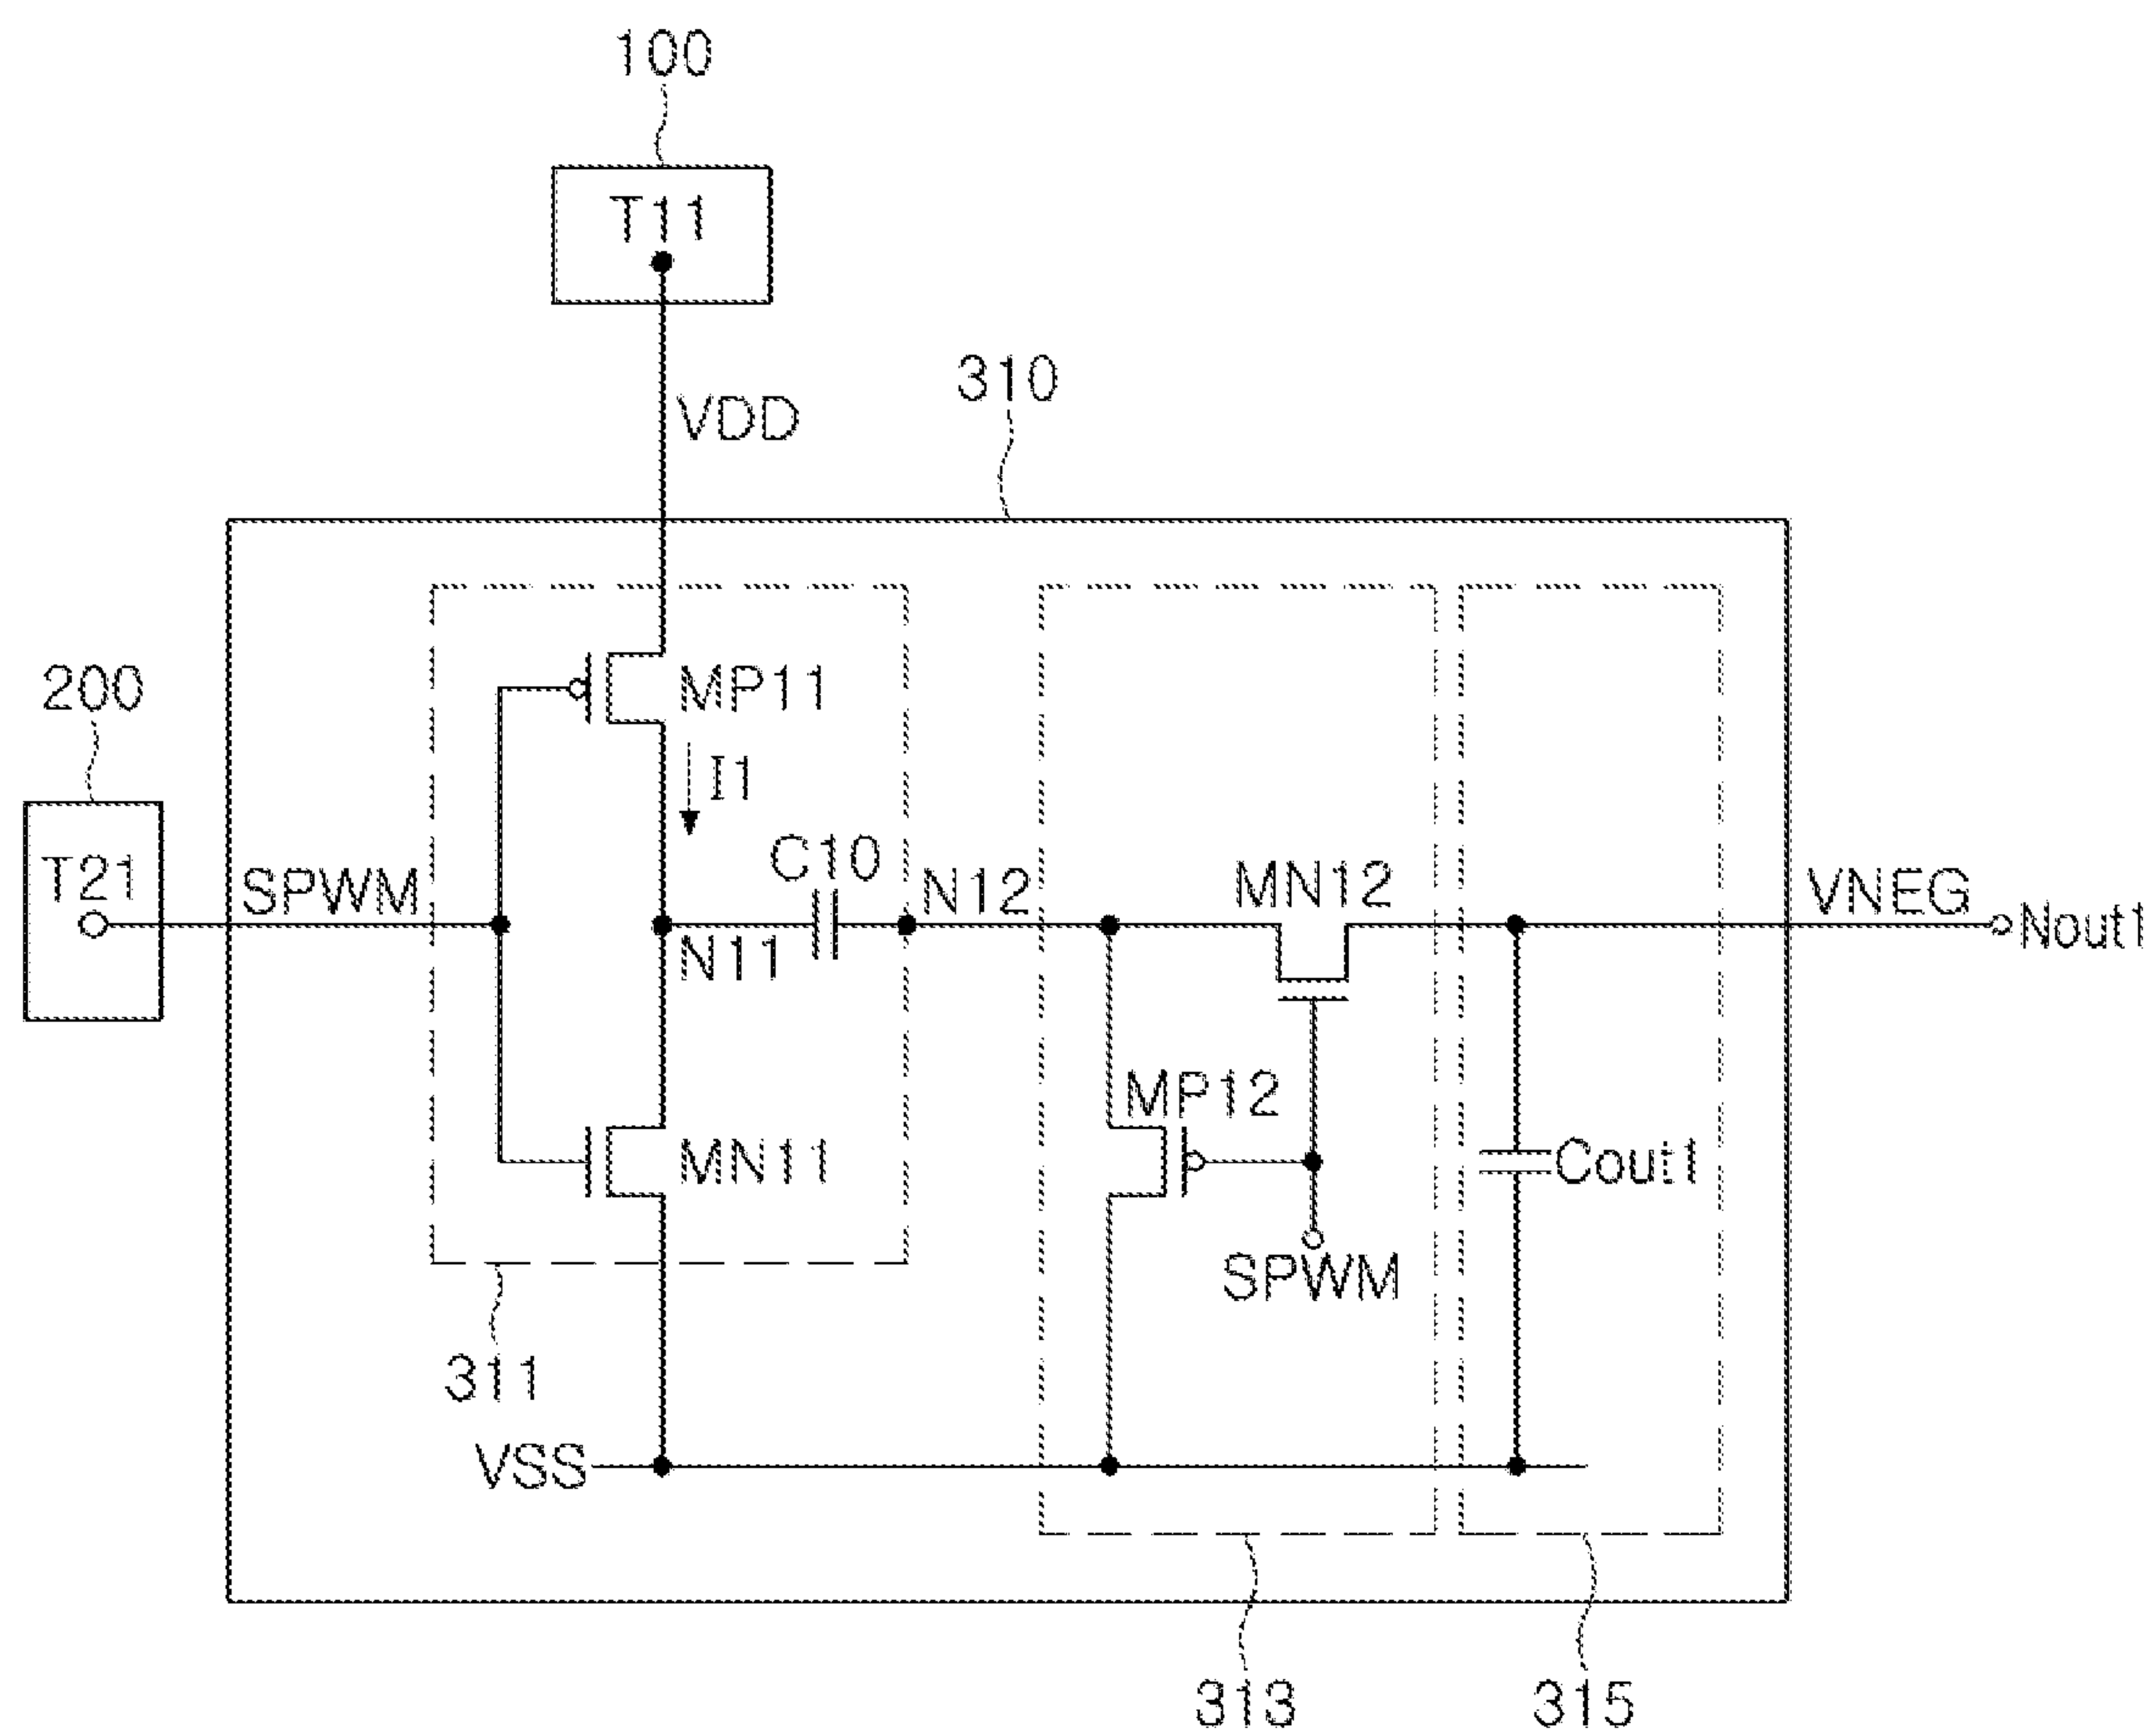 100
T11
310
VDD
200
MP11
I1
C10
T21
SPWM
N12
MN12
VNEG
Nout1
N11
MP12
MN11
Cout1
SPWM
311
VSS
313
315